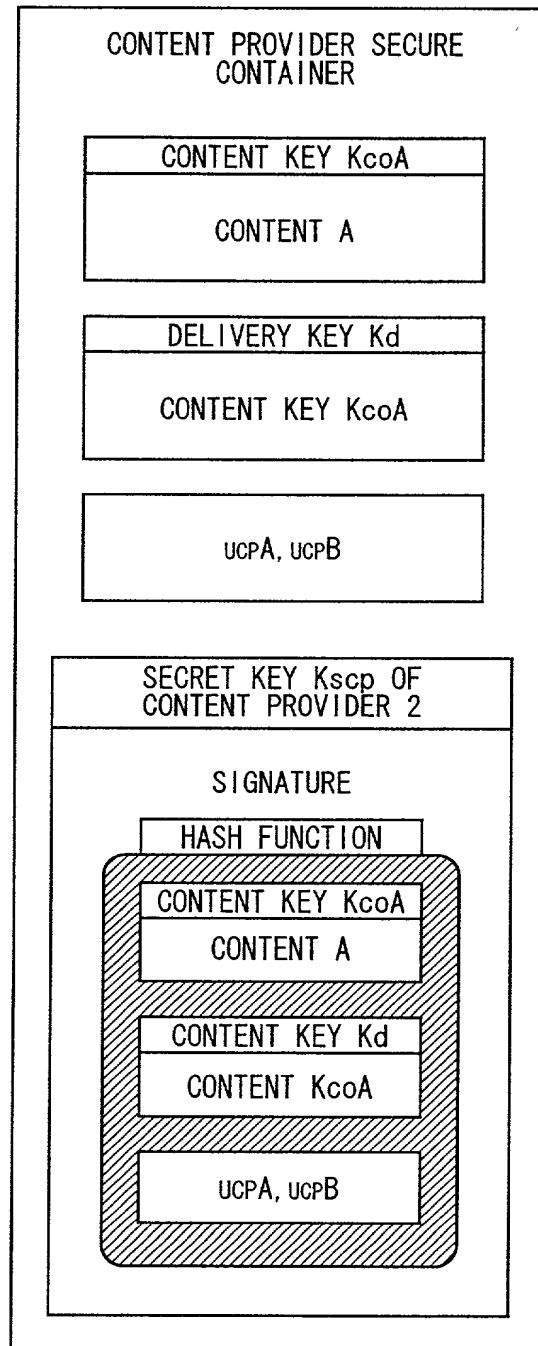 CONTENT PROVIDER SECURE
CONTAINER
CONTENT KEY KcoA
CONTENT A
DELIVERY KEY Kd
CONTENT KEY KcoA
UCPA, UCPB
SECRET KEY Kscp OF
CONTENT PROVIDER 2
SIGNATURE
HASH FUNCTION
CONTENT KEY KcoA
CONTENT A
CONTENT KEY Kd
CONTENT KcoA
UCPA, UCPB